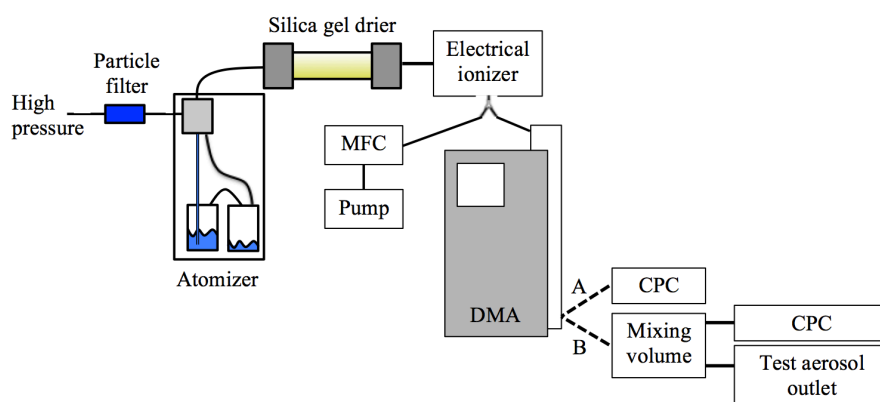 Silica gel drier
Electrical
ionizer
Particle
filter
High
pressure
MFC
Pump
Atomizer
DMA
A
CPC
B
Mixing
volume
CPC
Test aerosol
outlet